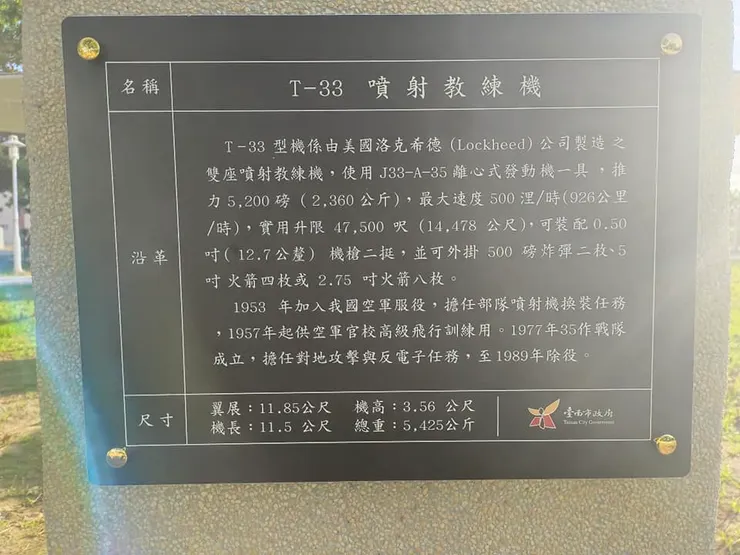 名稱
T-33 噴射教練機
沿革
T-33 型機係由美國洛克希德 (Lockheed) 公司製造之
雙座噴射教練機，使用 J33-A-35 離心式發動機一具，推
力 5,200 磅 (2,360 公斤)，最大速度 500 浬/時(926公里
/時)，實用升限 47,500 呎 (14,478 公尺)，可裝配 0.50
吋( 12.7公釐) 機槍二挺，並可外掛 500 磅炸彈二枚、5
吋火箭四枚或 2.75 吋火箭八枚。
1953 年加入我國空軍服役，擔任部隊噴射機換裝任務
，1957年起供空軍官校高級飛行訓練用。1977年35作戰隊
成立，擔任對地攻擊與反電子任務，至1989年除役。
尺寸
翼展：11.85公尺 機高：3.56 公尺
機長：11.5 公尺 總重：5,425公斤
臺南市政府
Tainan City Government